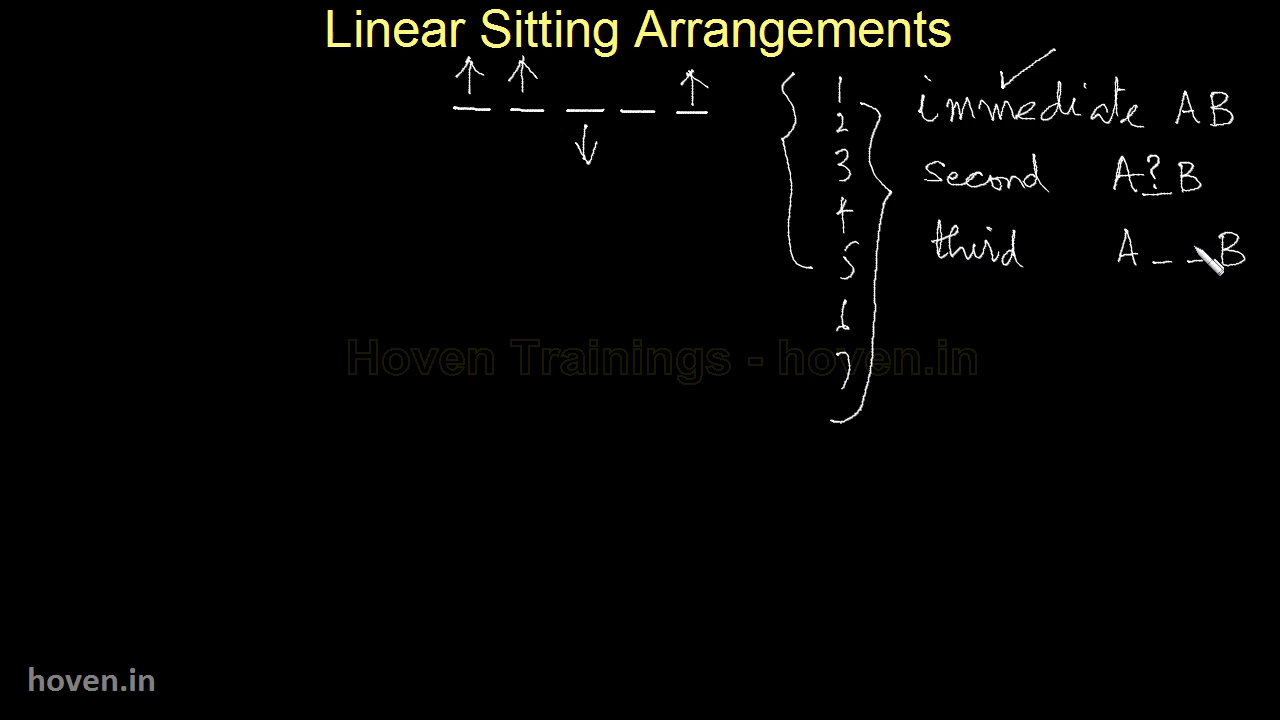 Linear Sitting Arrangements
1 immediate AB
2
3 second A?B
4
5 third A _ _ B
6
7
Hoven Trainings - hoven.in
hoven.in